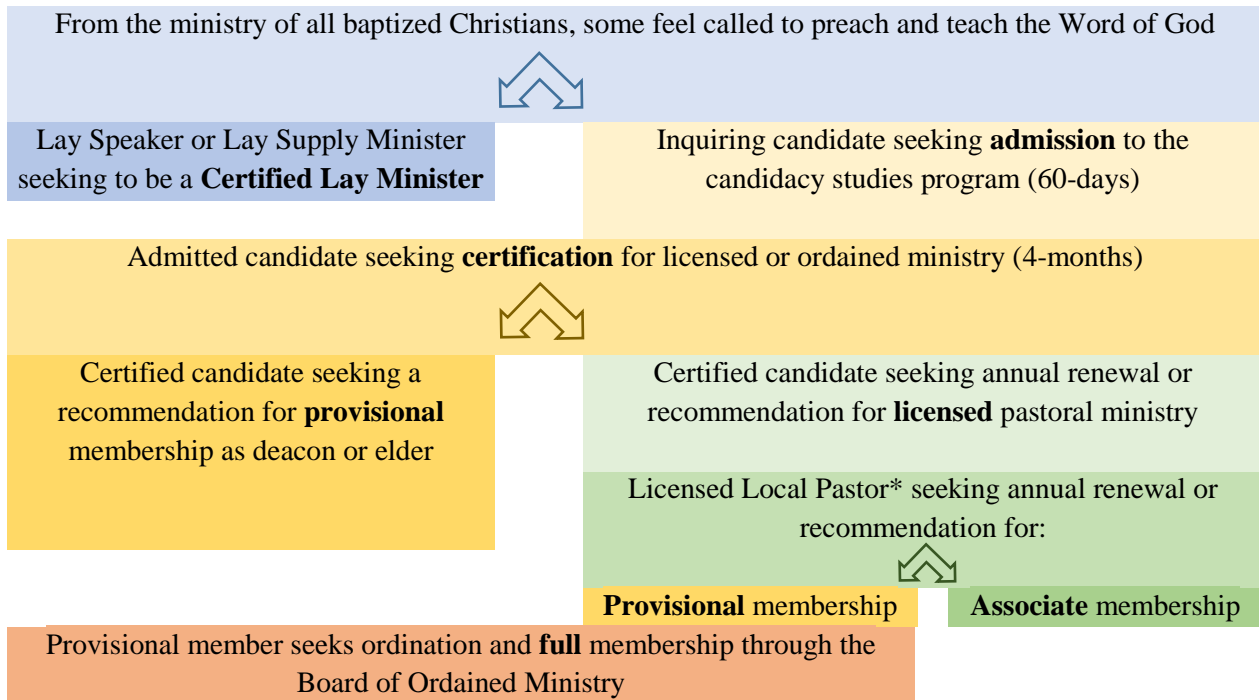 From the ministry of all baptized Christians, some feel called to preach and teach the Word of God
Lay Speaker or Lay Supply Minister
seeking to be a Certified Lay Minister
Inquiring candidate seeking admission to the
candidacy studies program (60-days)
Admitted candidate seeking certification for licensed or ordained ministry (4-months)
Certified candidate seeking a
recommendation for provisional
membership as deacon or elder
Certified candidate seeking annual renewal or
recommendation for licensed pastoral ministry
Licensed Local Pastor* seeking annual renewal or
recommendation for:
Provisional membership
Associate membership
Provisional member seeks ordination and full membership through the
Board of Ordained Ministry